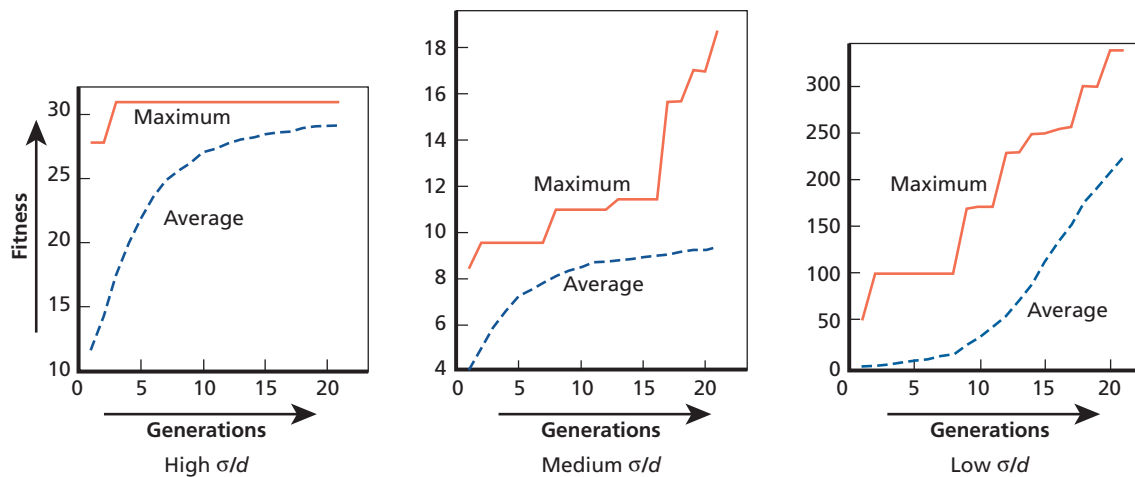 Fitness
30
25
20
15
10
Maximum
Average
0 5 10 15 20
Generations
High σ/d
18
16
14
12
10
8
6
4
Maximum
Average
0 5 10 15 20
Generations
Medium σ/d
300
250
200
150
100
50
0
Maximum
Average
0 5 10 15 20
Generations
Low σ/d